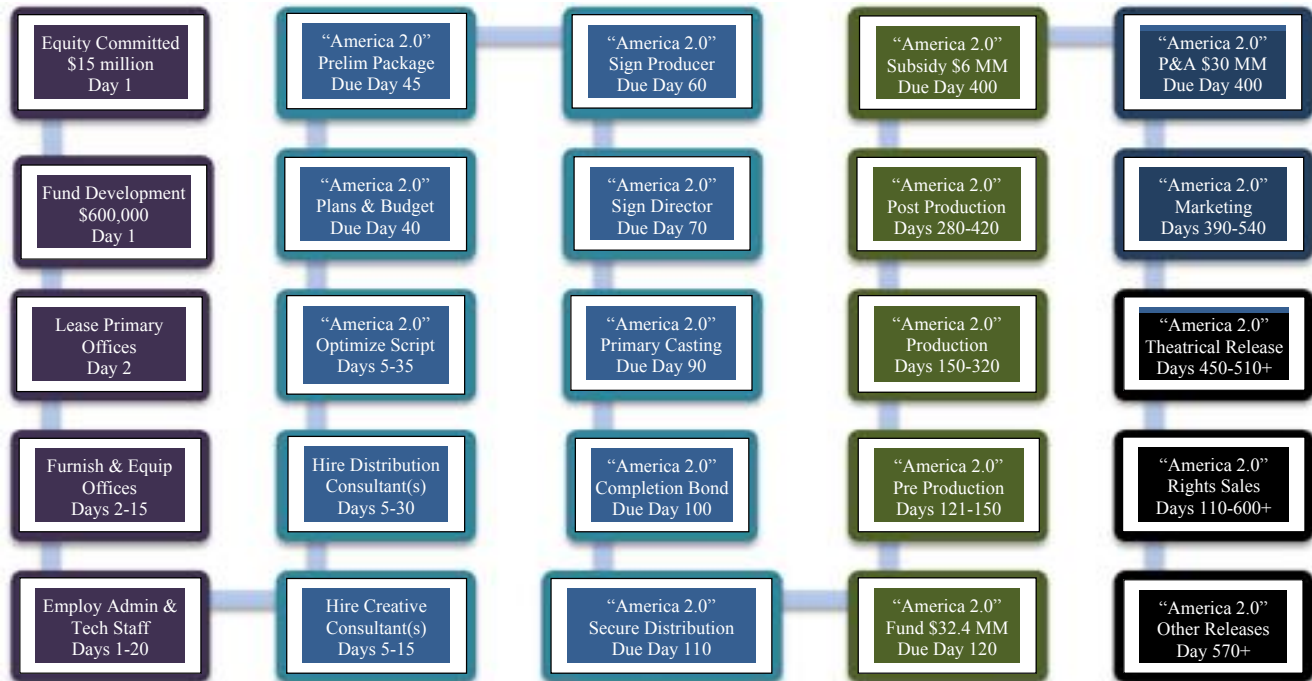 Equity Committed
$15 million
Day 1
Fund Development
$600,000
Day 1
Lease Primary
Offices
Day 2
Furnish & Equip
Offices
Days 2-15
Employ Admin &
Tech Staff
Days 1-20
Hire Creative
Consultant(s)
Days 5-15
Hire Distribution
Consultant(s)
Days 5-30
“America 2.0”
Optimize Script
Days 5-35
“America 2.0”
Plans & Budget
Due Day 40
“America 2.0”
Prelim Package
Due Day 45
“America 2.0”
Sign Producer
Due Day 60
“America 2.0”
Sign Director
Due Day 70
“America 2.0”
Primary Casting
Due Day 90
“America 2.0”
Completion Bond
Due Day 100
“America 2.0”
Secure Distribution
Due Day 110
“America 2.0”
Fund $32.4 MM
Due Day 120
“America 2.0”
Pre Production
Days 121-150
“America 2.0”
Production
Days 150-320
“America 2.0”
Post Production
Days 280-420
“America 2.0”
Subsidy $6 MM
Due Day 400
“America 2.0”
P&A $30 MM
Due Day 400
“America 2.0”
Marketing
Days 390-540
“America 2.0”
Theatrical Release
Days 450-510+
“America 2.0”
Rights Sales
Days 110-600+
“America 2.0”
Other Releases
Day 570+